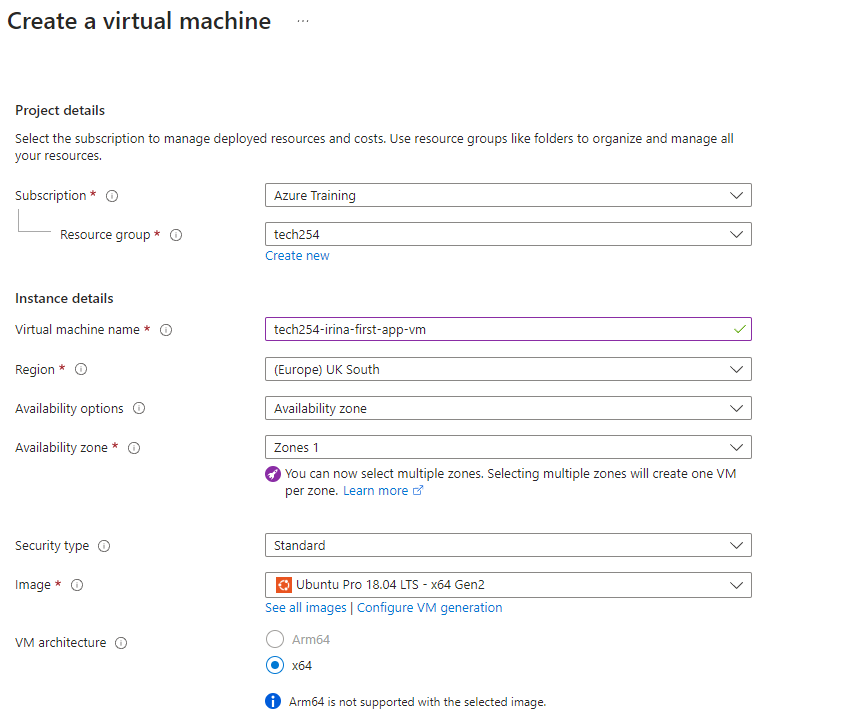 Create a virtual machine ...
Project details
Select the subscription to manage deployed resources and costs. Use resource groups like folders to organize and manage all
your resources.
Subscription *
Azure Training
Resource group *
tech254
Create new
Instance details
Virtual machine name *
tech254-irina-first-app-vm
Region *
(Europe) UK South
Availability options
Availability zone
Availability zone *
Zones 1
You can now select multiple zones. Selecting multiple zones will create one VM
per zone. Learn more
Security type
Standard
Image *
Ubuntu Pro 18.04 LTS - x64 Gen2
See all images | Configure VM generation
VM architecture
Arm64
x64
Arm64 is not supported with the selected image.